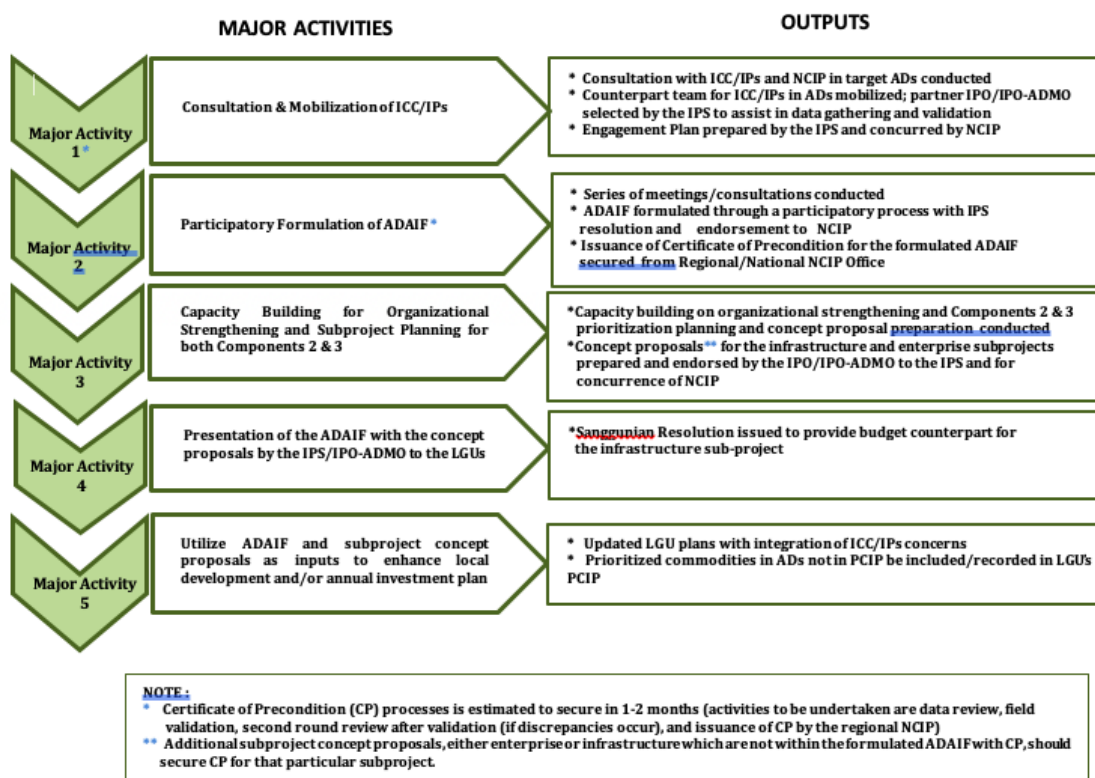 MAJOR ACTIVITIES
OUTPUTS
Major Activity
1 *
Consultation & Mobilization of ICC/IPs
* Consultation with ICC/IPs and NCIP in target ADs conducted
* Counterpart team for ICC/IPs in ADs mobilized; partner IPO/IPO-ADMO
selected by the IPS to assist in data gathering and validation
* Engagement Plan prepared by the IPS and concurred by NCIP
Major Activity
2
Participatory Formulation of ADAIF *
* Series of meetings/consultations conducted
* ADAIF formulated through a participatory process with IPS
resolution and endorsement to NCIP
* Issuance of Certificate of Precondition for the formulated ADAIF
secured from Regional/National NCIP Office
Major Activity
3
Capacity Building for Organizational
Strengthening and Subproject Planning for
both Components 2 & 3
*Capacity building on organizational strengthening and Components 2 & 3
prioritization planning and concept proposal preparation conducted
*Concept proposals** for the infrastructure and enterprise subprojects
prepared and endorsed by the IPO/IPO-ADMO to the IPS and for
concurrence of NCIP
Major Activity
4
Presentation of the ADAIF with the concept
proposals by the IPS/IPO-ADMO to the LGUs
*Sanggunian Resolution issued to provide budget counterpart for
the infrastructure sub-project
Major Activity
5
Utilize ADAIF and subproject concept
proposals as inputs to enhance local
development and/or annual investment plan
* Updated LGU plans with integration of ICC/IPs concerns
* Prioritized commodities in ADs not in PCIP be included/recorded in LGU's
PCIP
NOTE :
* Certificate of Precondition (CP) processes is estimated to secure in 1-2 months (activities to be undertaken are data review, field
validation, second round review after validation (if discrepancies occur), and issuance of CP by the regional NCIP)
** Additional subproject concept proposals, either enterprise or infrastructure which are not within the formulated ADAIF with CP, should
secure CP for that particular subproject.